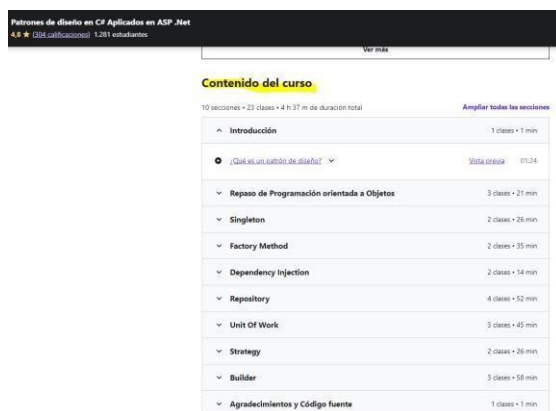 Patrones de diseño en C# Aplicados en ASP .Net
4,8 ★ (304 calificaciones) 1.281 estudiantes
Ver más
Contenido del curso
10 secciones • 23 clases • 4 h 37 m de duración total Ampliar todas las secciones
Introducción 1 clases • 1 min
¿Qué es un patrón de diseño? Vista previa 01:24
Repaso de Programación orientada a Objetos 3 clases • 21 min
Singleton 2 clases • 26 min
Factory Method 2 clases • 35 min
Dependency Injection 2 clases • 14 min
Repository 4 clases • 52 min
Unit Of Work 3 clases • 45 min
Strategy 2 clases • 26 min
Builder 3 clases • 58 min
Agradecimientos y Código fuente 1 clases • 1 min